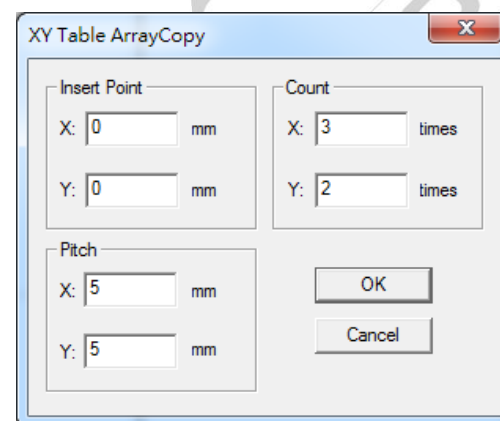 XY Table ArrayCopy
Insert Point
X: 0 mm
Y: 0 mm
Count
X: 3 times
Y: 2 times
Pitch
X: 5 mm
Y: 5 mm
OK
Cancel